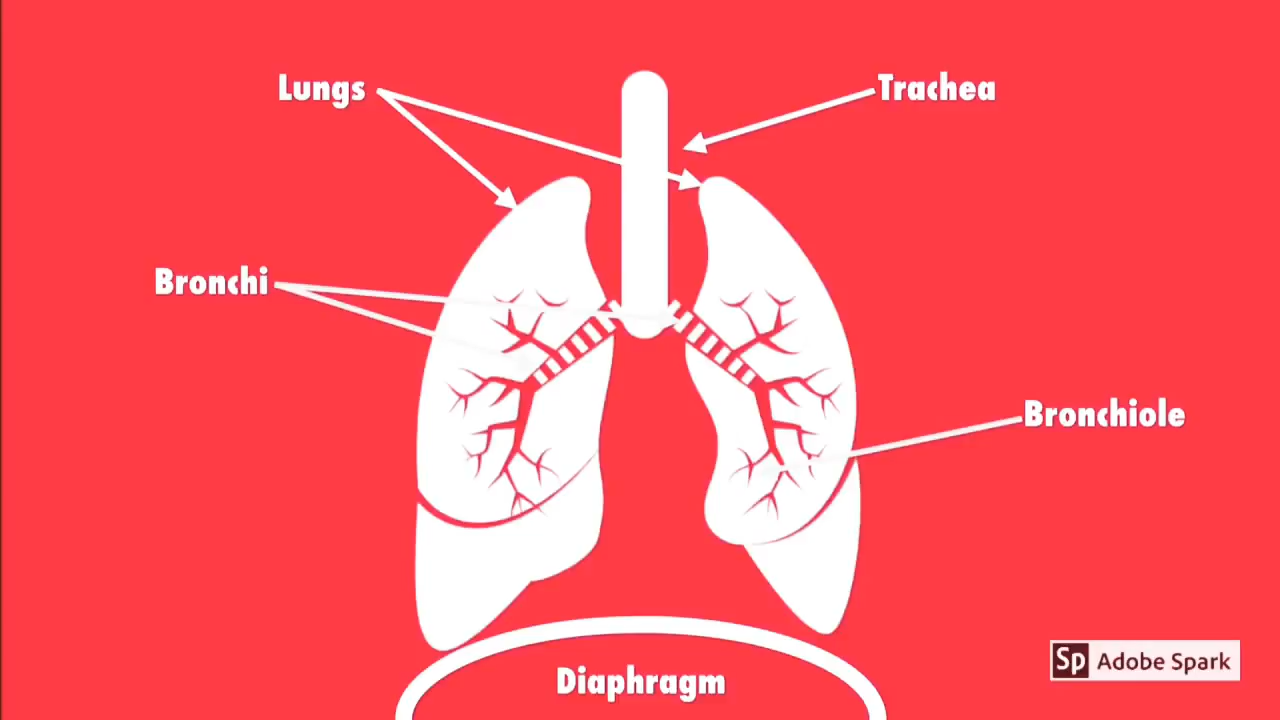 Lungs
Trachea
Bronchi
Bronchiole
Diaphragm
Sp Adobe Spark